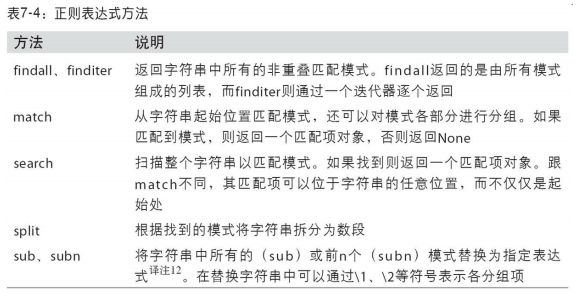 表7-4：正则表达式方法
方法 说明
findall、finditer 返回字符串中所有的非重叠匹配模式。findall返回的是由所有模式
组成的列表，而finditer则通过一个迭代器逐个返回
match 从字符串起始位置匹配模式，还可以对模式各部分进行分组。如果
匹配到模式，则返回一个匹配项对象，否则返回None
search 扫描整个字符串以匹配模式。如果找到则返回一个匹配项对象。跟
match不同，其匹配项可以位于字符串的任意位置，而不仅仅是起
始处
split 根据找到的模式将字符串拆分为数段
sub、subn 将字符串中所有的（sub）或前n个（subn）模式替换为指定表达
式译注12。在替换字符串中可以通过\1、\2等符号表示各分组项